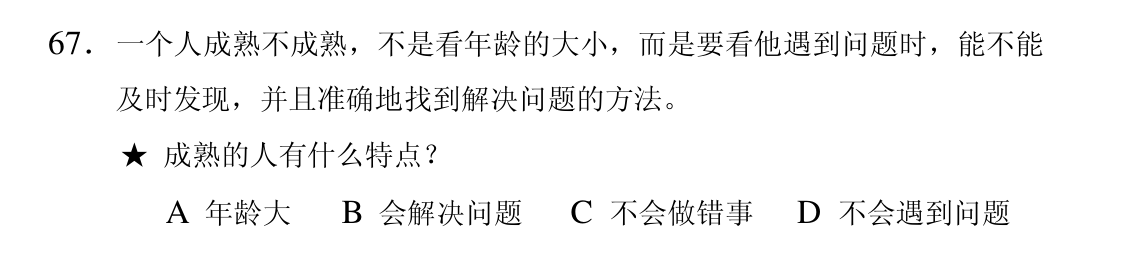 67. 一个人成熟不成熟，不是看年龄的大小，而是要看他遇到问题时，能不能
及时发现，并且准确地找到解决问题的方法。
★ 成熟的人有什么特点？
A 年龄大 B 会解决问题 C 不会做错事 D 不会遇到问题